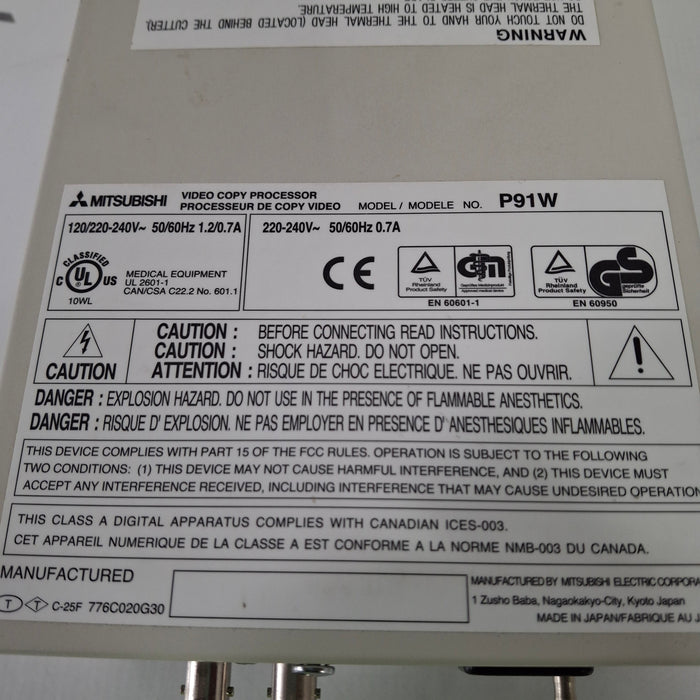 WARNING
DO NOT TOUCH YOUR HAND TO THE THERMAL HEAD (LOCATED BEHIND THE CUTTER).
THE THERMAL HEAD IS HEATED TO HIGH TEMPERATURE.
MITSUBISHI VIDEO COPY PROCESSOR
PROCESSEUR DE COPY VIDEO MODEL / MODELE NO. P91W
120/220-240V~ 50/60Hz 1.2/0.7A
220-240V~ 50/60Hz 0.7A
CLASSIFIED
C UL US
10WL
MEDICAL EQUIPMENT
UL 2601-1
CAN/CSA C22.2 No. 601.1
CE
TÜV
Rheinland
Product Safety
Geprüftes Medizinprodukt
Approved medical device
EN 60601-1
TÜV
Rheinland
Product Safety
GS
geprüfte
Sicherheit
EN 60950
CAUTION
CAUTION : BEFORE CONNECTING READ INSTRUCTIONS.
CAUTION : SHOCK HAZARD. DO NOT OPEN.
ATTENTION : RISQUE DE CHOC ELECTRIQUE. NE PAS OUVRIR.
DANGER : EXPLOSION HAZARD. DO NOT USE IN THE PRESENCE OF FLAMMABLE ANESTHETICS.
DANGER : RISQUE D' EXPLOSION. NE PAS EMPLOYER EN PRESENCE D' ANESTHESIQUES INFLAMMABLES.
THIS DEVICE COMPLIES WITH PART 15 OF THE FCC RULES. OPERATION IS SUBJECT TO THE FOLLOWING
TWO CONDITIONS: (1) THIS DEVICE MAY NOT CAUSE HARMFUL INTERFERENCE, AND (2) THIS DEVICE MUST
ACCEPT ANY INTERFERENCE RECEIVED, INCLUDING INTERFERENCE THAT MAY CAUSE UNDESIRED OPERATION
THIS CLASS A DIGITAL APPARATUS COMPLIES WITH CANADIAN ICES-003.
CET APPAREIL NUMERIQUE DE LA CLASSE A EST CONFORME A LA NORME NMB-003 DU CANADA.
MANUFACTURED
T T C-25F 776C020G30
MANUFACTURED BY MITSUBISHI ELECTRIC CORPORA
1 Zusho Baba, Nagaokakyo-City, Kyoto Japan
MADE IN JAPAN/FABRIQUE AU J